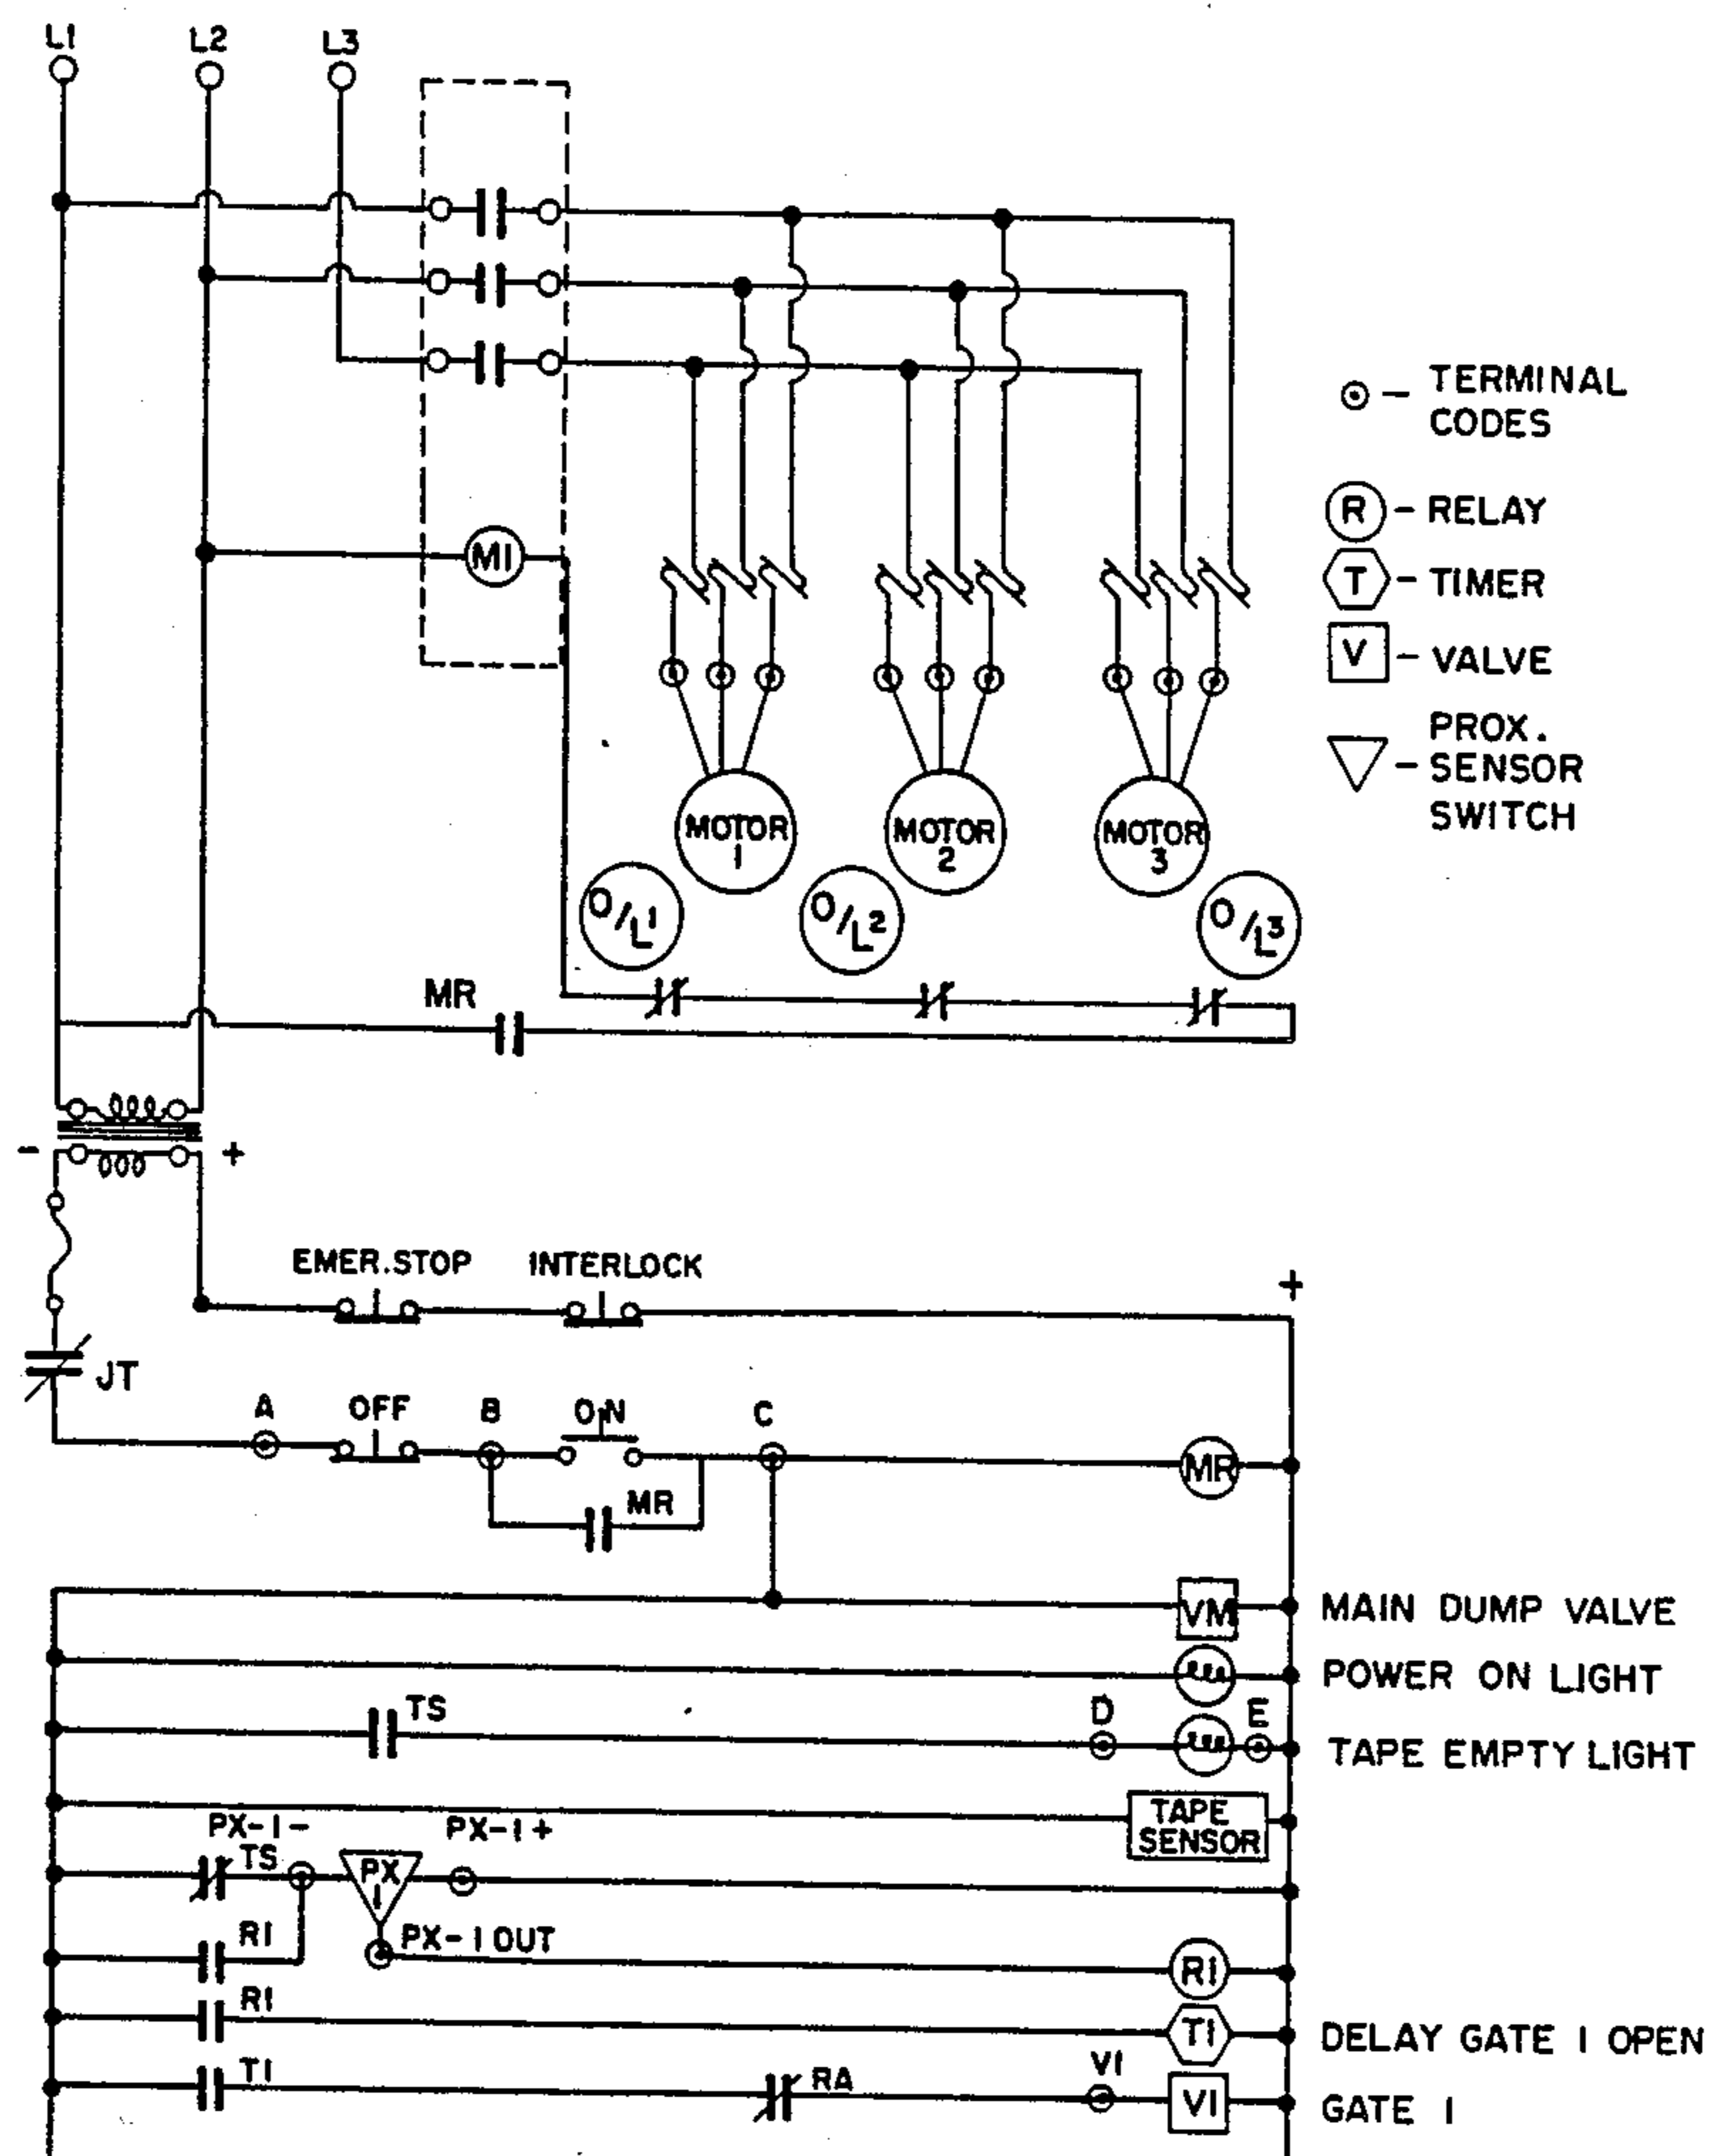 L1
L2
L3
M1
TERMINAL
CODES
R - RELAY
T - TIMER
V - VALVE
PROX.
SENSOR
SWITCH
MOTOR
1
MOTOR
2
MOTOR
3
O/L1
O/L2
O/L3
MR
-
+
EMER.STOP
INTERLOCK
+
JT
A
OFF
B
ON
C
MR
MR
VM
MAIN DUMP VALVE
POWER ON LIGHT
TS
D
E
TAPE EMPTY LIGHT
TAPE
SENSOR
PX-1-
PX-1+
TS
PX
1
R1
PX-1 OUT
R1
R1
T1
DELAY GATE 1 OPEN
T1
RA
V1
V1
GATE 1